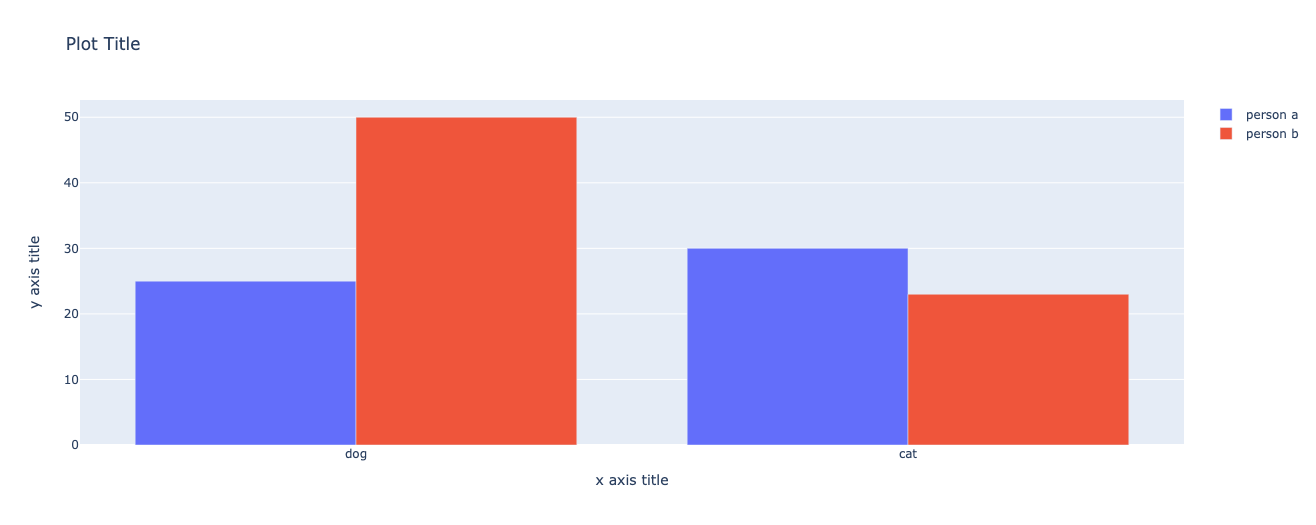 Plot Title
person a
person b
y axis title
50
40
30
20
10
0
dog
cat
x axis title